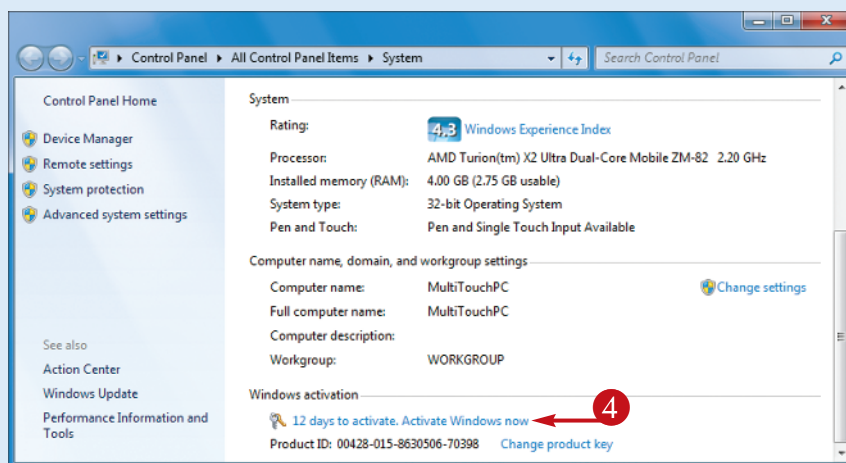 Control Panel ▸ All Control Panel Items ▸ System
Search Control Panel
Control Panel Home
Device Manager
Remote settings
System protection
Advanced system settings
See also
Action Center
Windows Update
Performance Information and
Tools
System
Rating: 4,3 Windows Experience Index
Processor: AMD Turion(tm) X2 Ultra Dual-Core Mobile ZM-82 2.20 GHz
Installed memory (RAM): 4.00 GB (2.75 GB usable)
System type: 32-bit Operating System
Pen and Touch: Pen and Single Touch Input Available
Computer name, domain, and workgroup settings
Computer name: MultiTouchPC Change settings
Full computer name: MultiTouchPC
Computer description:
Workgroup: WORKGROUP
Windows activation
12 days to activate. Activate Windows now 4
Product ID: 00428-015-8630506-70398 Change product key